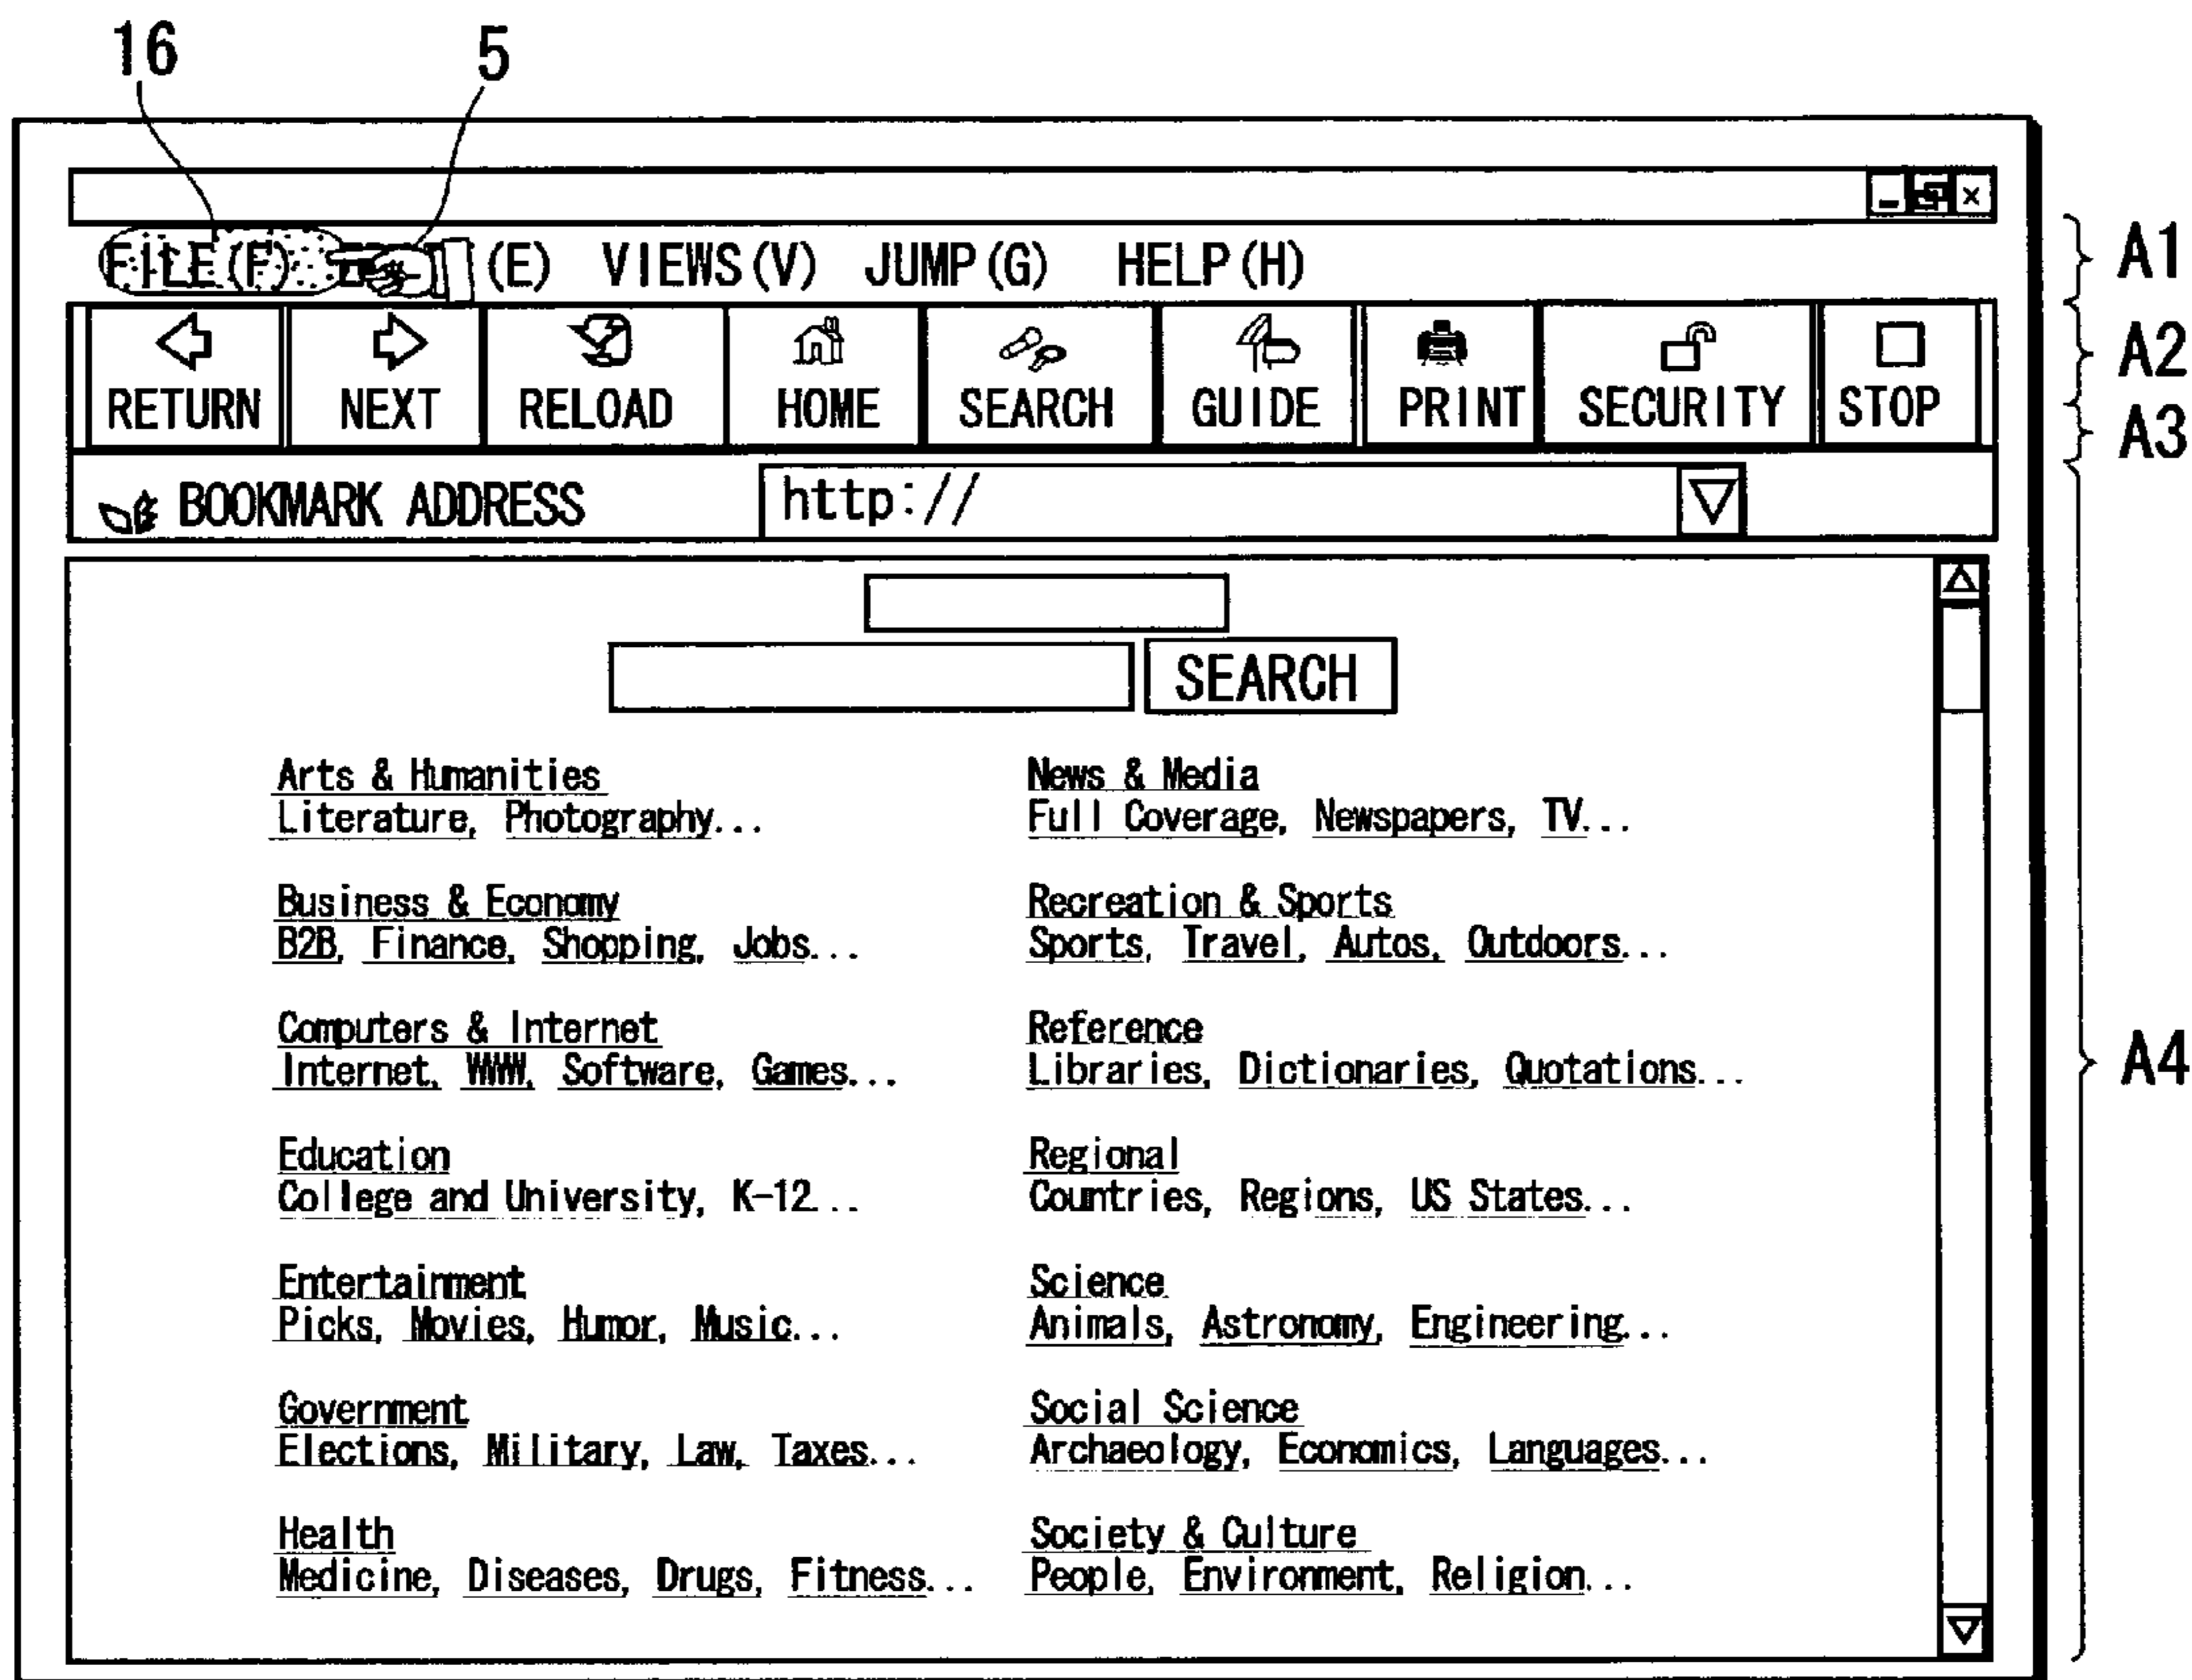 16 5
FILE(F) (E) VIEWS(V) JUMP(G) HELP(H) A1
RETURN NEXT RELOAD HOME SEARCH GUIDE PRINT SECURITY STOP A2
A3
BOOKMARK ADDRESS http://
SEARCH
Arts & Humanities
Literature, Photography...
News & Media
Full Coverage, Newspapers, TV...
Business & Economy
B2B, Finance, Shopping, Jobs...
Recreation & Sports
Sports, Travel, Autos, Outdoors...
Computers & Internet
Internet, WWW, Software, Games...
Reference
Libraries, Dictionaries, Quotations...
A4
Education
College and University, K-12...
Regional
Countries, Regions, US States...
Entertainment
Picks, Movies, Humor, Music...
Science
Animals, Astronomy, Engineering...
Government
Elections, Military, Law, Taxes...
Social Science
Archaeology, Economics, Languages...
Health
Medicine, Diseases, Drugs, Fitness...
Society & Culture
People, Environment, Religion...